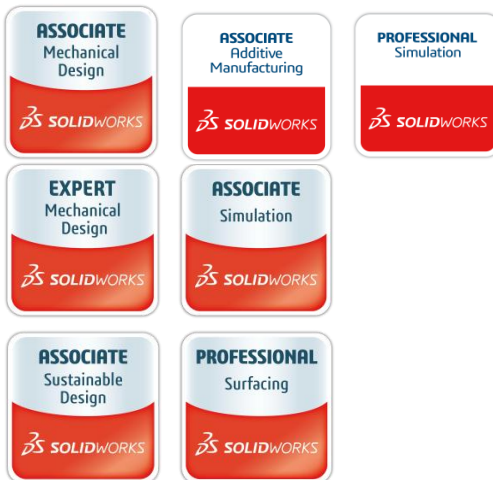 ASSOCIATE
Mechanical
Design
SOLIDWORKS
ASSOCIATE
Additive
Manufacturing
SOLIDWORKS
PROFESSIONAL
Simulation
SOLIDWORKS
EXPERT
Mechanical
Design
SOLIDWORKS
ASSOCIATE
Simulation
SOLIDWORKS
ASSOCIATE
Sustainable
Design
SOLIDWORKS
PROFESSIONAL
Surfacing
SOLIDWORKS